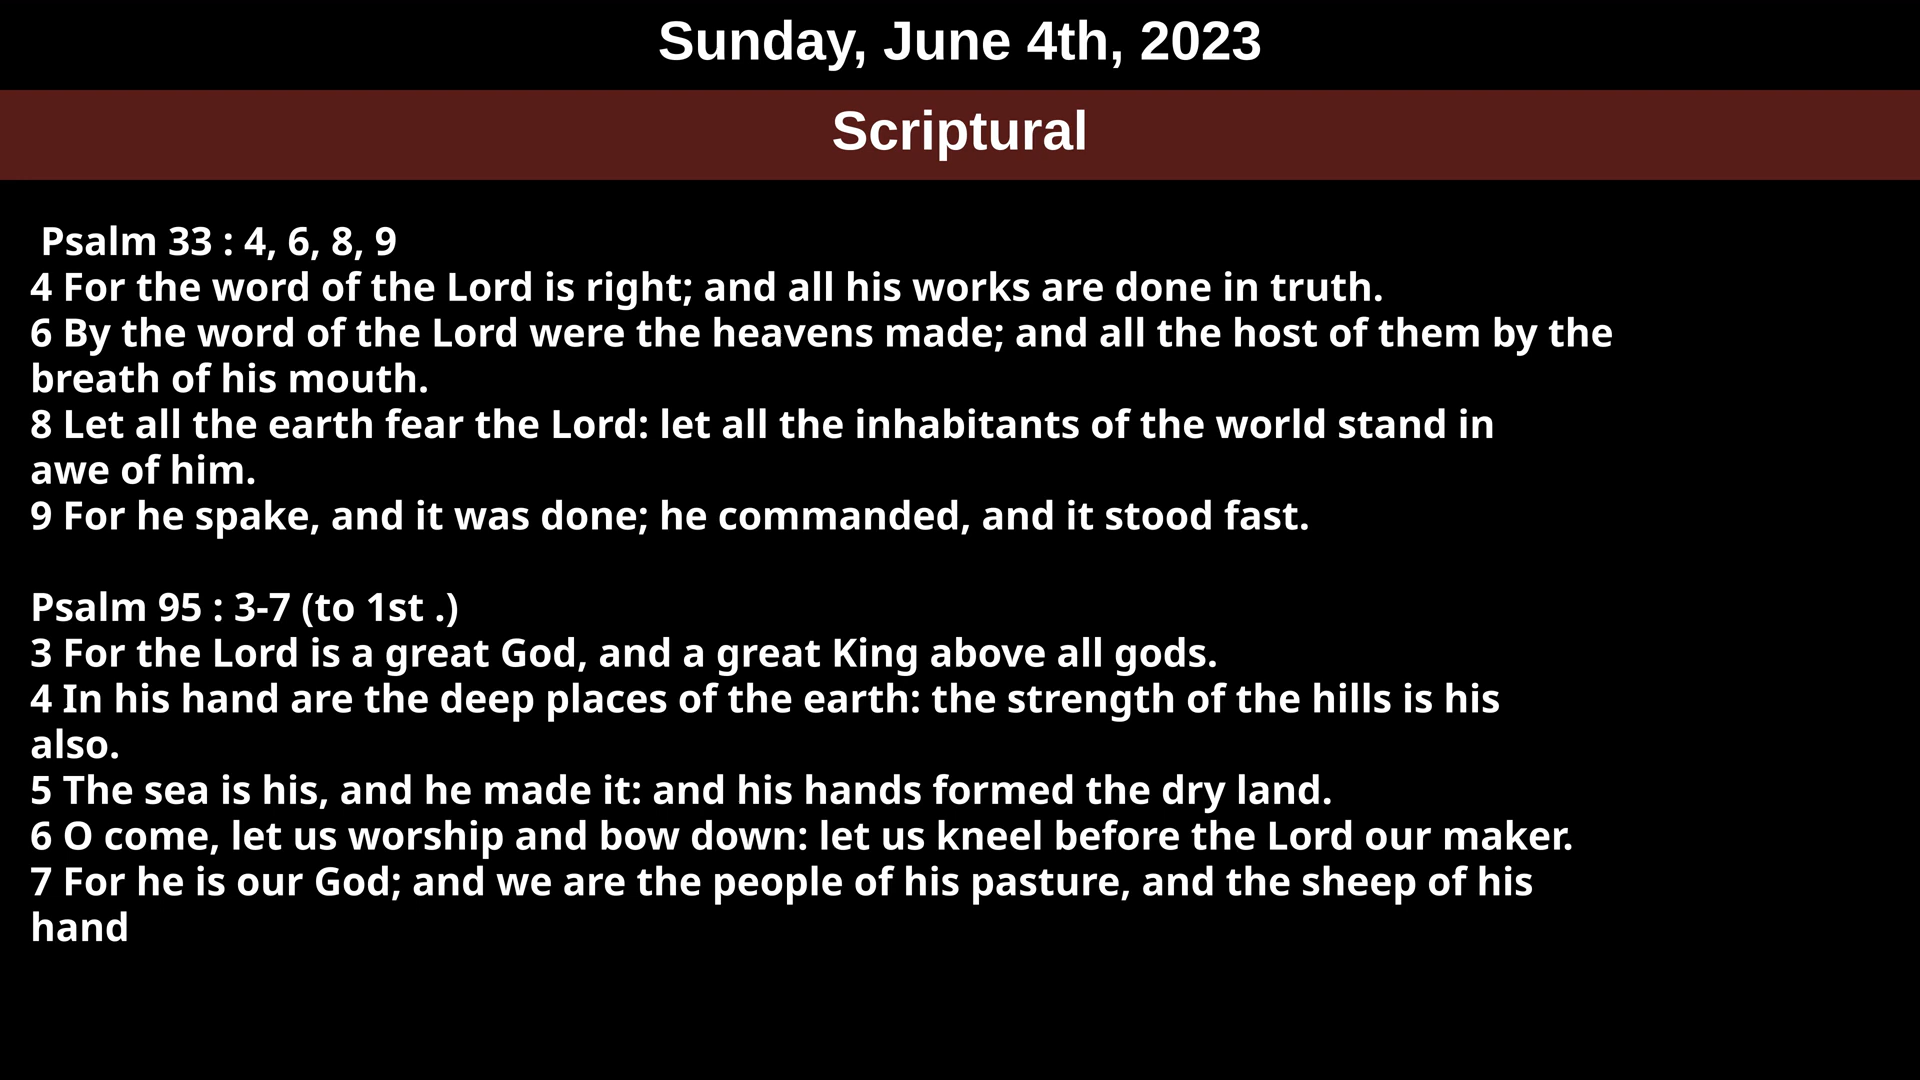 Sunday, June 4th, 2023
Scriptural
Psalm 33 : 4, 6, 8, 9
4 For the word of the Lord is right; and all his works are done in truth.
6 By the word of the Lord were the heavens made; and all the host of them by the
breath of his mouth.
8 Let all the earth fear the Lord: let all the inhabitants of the world stand in
awe of him.
9 For he spake, and it was done; he commanded, and it stood fast.
Psalm 95 : 3-7 (to 1st .)
3 For the Lord is a great God, and a great King above all gods.
4 In his hand are the deep places of the earth: the strength of the hills is his
also.
5 The sea is his, and he made it: and his hands formed the dry land.
6 O come, let us worship and bow down: let us kneel before the Lord our maker.
7 For he is our God; and we are the people of his pasture, and the sheep of his
hand